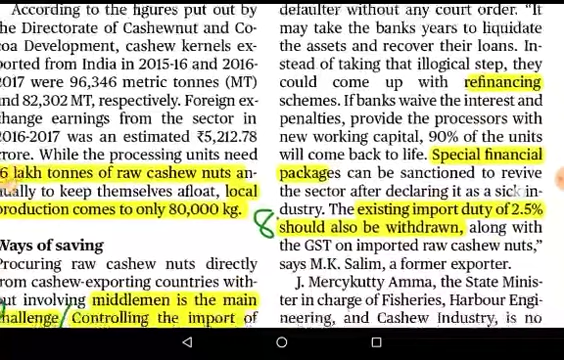 According to the figures put out by
the Directorate of Cashewnut and Co-
coa Development, cashew kernels ex-
ported from India in 2015-16 and 2016-
2017 were 96,346 metric tonnes (MT)
and 82,302 MT, respectively. Foreign ex-
change earnings from the sector in
2016-2017 was an estimated ₹5,212.78
crore. While the processing units need
6 lakh tonnes of raw cashew nuts an-
nually to keep themselves afloat, local
production comes to only 80,000 kg.
Ways of saving
Procuring raw cashew nuts directly
from cashew-exporting countries with-
out involving middlemen is the main
challenge. Controlling the import of
defaulter without any court order. “It
may take the banks years to liquidate
the assets and recover their loans. In-
stead of taking that illogical step, they
could come up with refinancing
schemes. If banks waive the interest and
penalties, provide the processors with
new working capital, 90% of the units
will come back to life. Special financial
packages can be sanctioned to revive
the sector after declaring it as a sick in-
dustry. The existing import duty of 2.5%
8 should also be withdrawn, along with
the GST on imported raw cashew nuts,”
says M.K. Salim, a former exporter.
J. Mercykutty Amma, the State Minis-
ter in charge of Fisheries, Harbour Engi-
neering, and Cashew Industry, is no